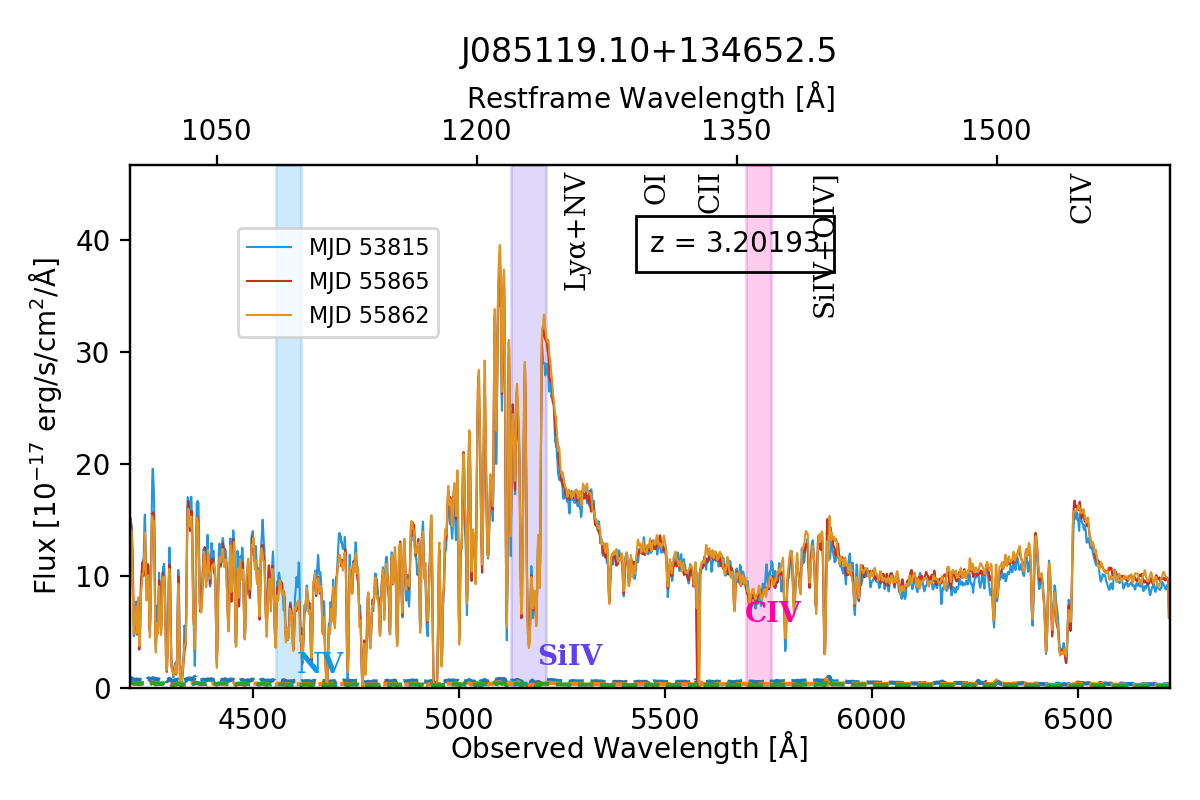 J085119.10+134652.5
Restframe Wavelength [Å]
1050 1200 1350 1500
Lyα+NV
OI
CII
SiIV+OIV]
CIV
z = 3.20193
MJD 53815
MJD 55865
MJD 55862
Flux [10⁻¹⁷ erg/s/cm²/Å]
40
30
20
10
0
NV
SiIV
CIV
4500 5000 5500 6000 6500
Observed Wavelength [Å]